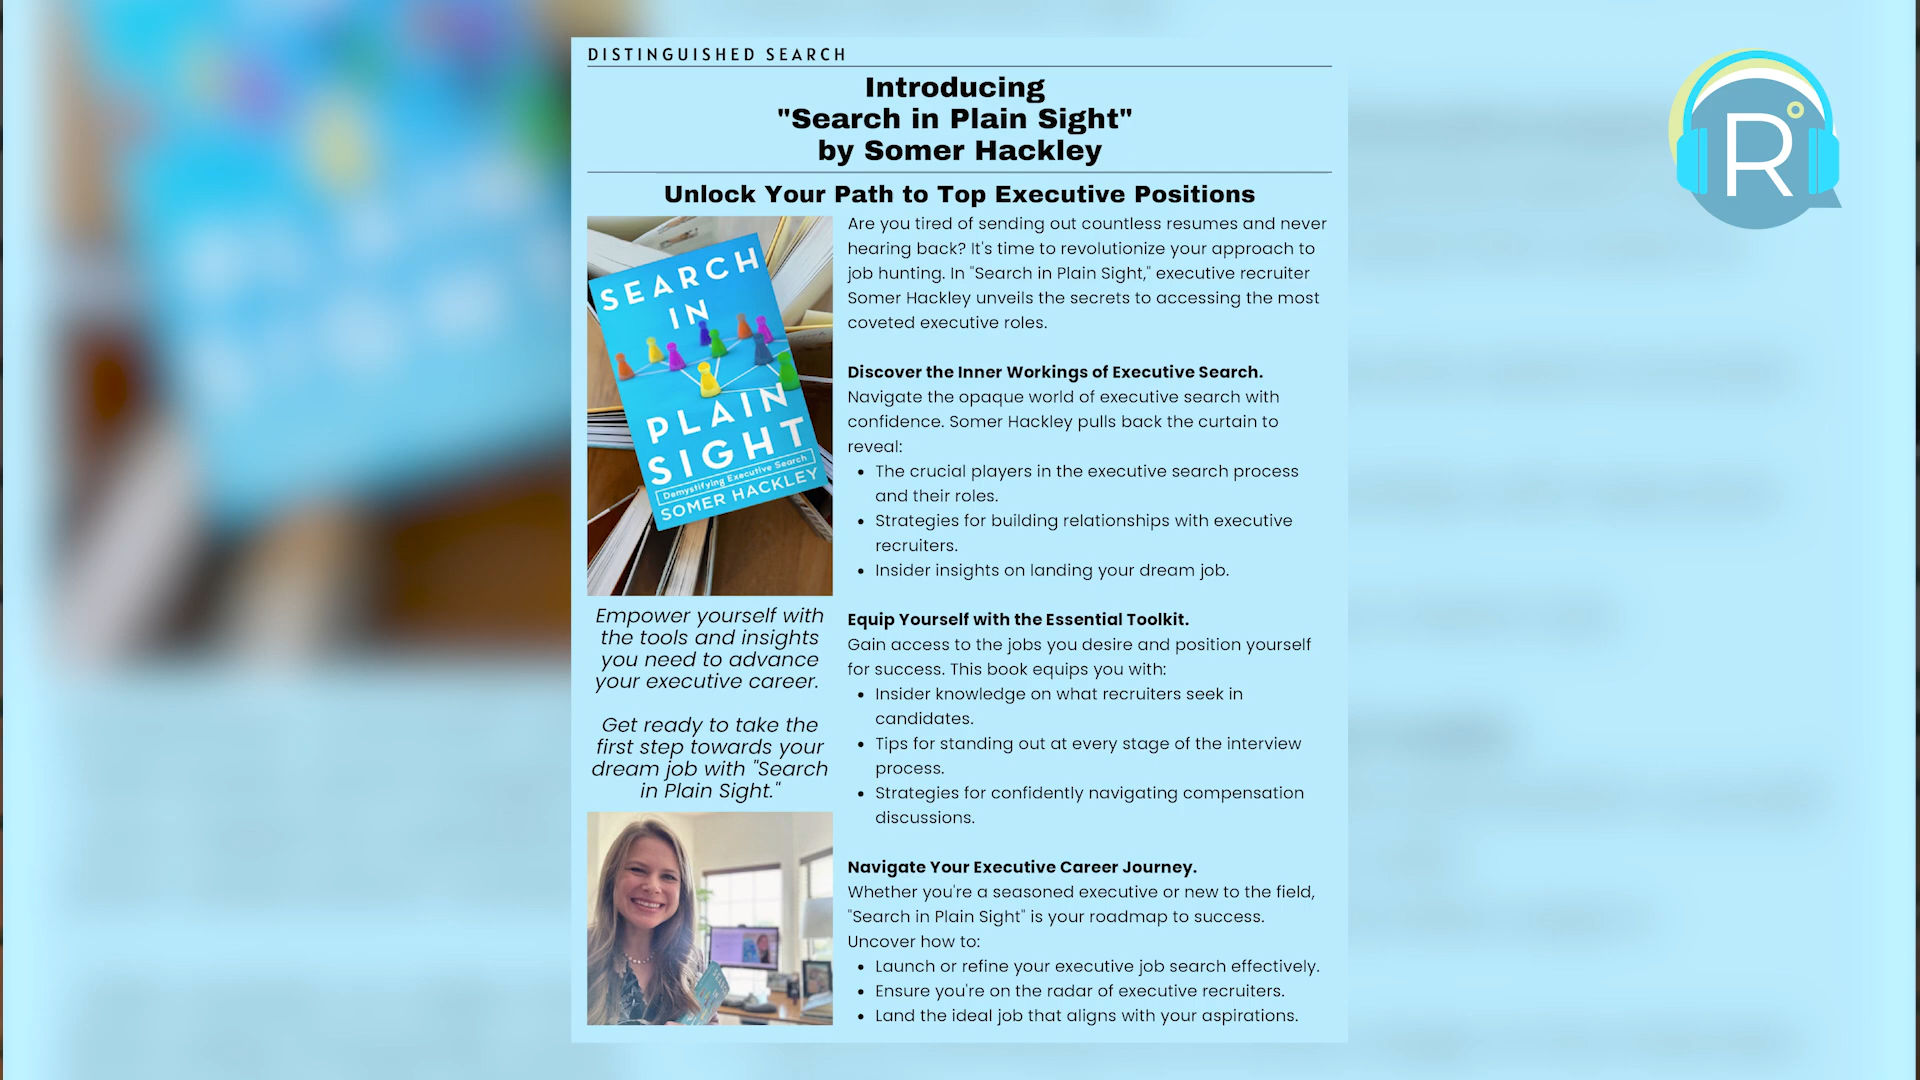 DISTINGUISHED SEARCH
Introducing
"Search in Plain Sight"
by Somer Hackley
Unlock Your Path to Top Executive Positions
SEARCH
IN
PLAIN
SIGHT
Demystifying Executive Search
SOMER HACKLEY
Empower yourself with
the tools and insights
you need to advance
your executive career.
Get ready to take the
first step towards your
dream job with "Search
in Plain Sight."
Are you tired of sending out countless resumes and never
hearing back? It's time to revolutionize your approach to
job hunting. In "Search in Plain Sight," executive recruiter
Somer Hackley unveils the secrets to accessing the most
coveted executive roles.
Discover the Inner Workings of Executive Search.
Navigate the opaque world of executive search with
confidence. Somer Hackley pulls back the curtain to
reveal:
• The crucial players in the executive search process
and their roles.
• Strategies for building relationships with executive
recruiters.
• Insider insights on landing your dream job.
Equip Yourself with the Essential Toolkit.
Gain access to the jobs you desire and position yourself
for success. This book equips you with:
• Insider knowledge on what recruiters seek in
candidates.
• Tips for standing out at every stage of the interview
process.
• Strategies for confidently navigating compensation
discussions.
Navigate Your Executive Career Journey.
Whether you're a seasoned executive or new to the field,
"Search in Plain Sight" is your roadmap to success.
Uncover how to:
• Launch or refine your executive job search effectively.
• Ensure you're on the radar of executive recruiters.
• Land the ideal job that aligns with your aspirations.
R°